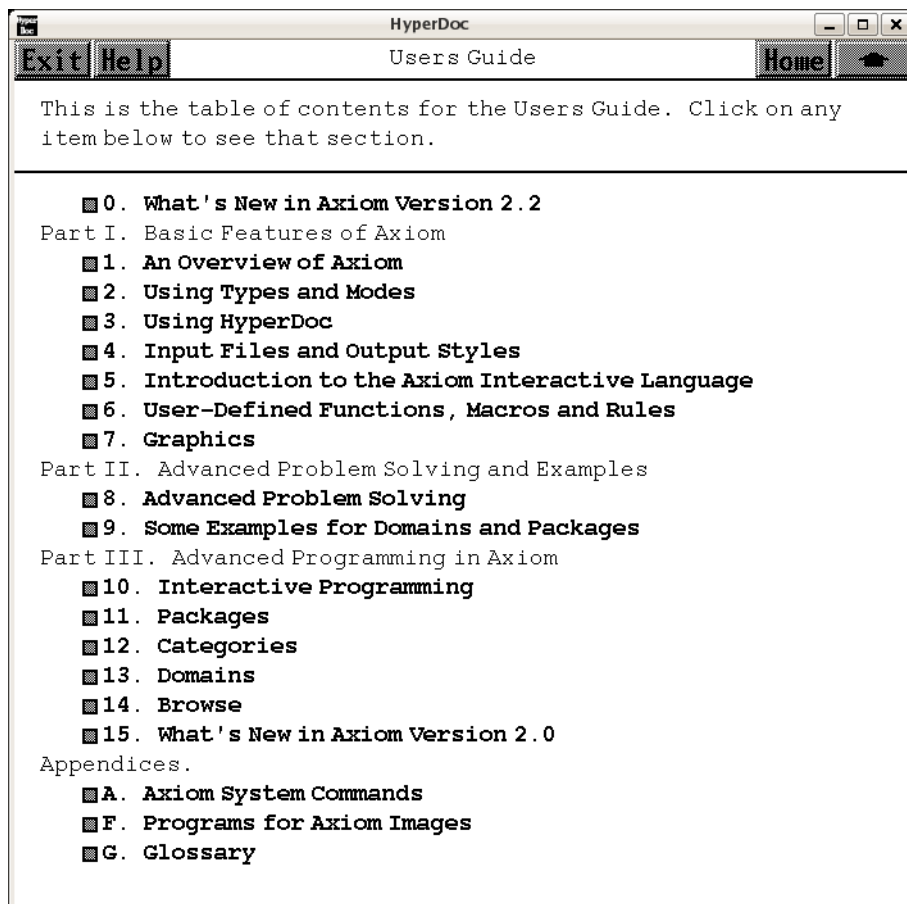 Hyper Doc
HyperDoc
Exit Help Users Guide Home
This is the table of contents for the Users Guide. Click on any
item below to see that section.
0. What's New in Axiom Version 2.2
Part I. Basic Features of Axiom
1. An Overview of Axiom
2. Using Types and Modes
3. Using HyperDoc
4. Input Files and Output Styles
5. Introduction to the Axiom Interactive Language
6. User-Defined Functions, Macros and Rules
7. Graphics
Part II. Advanced Problem Solving and Examples
8. Advanced Problem Solving
9. Some Examples for Domains and Packages
Part III. Advanced Programming in Axiom
10. Interactive Programming
11. Packages
12. Categories
13. Domains
14. Browse
15. What's New in Axiom Version 2.0
Appendices.
A. Axiom System Commands
F. Programs for Axiom Images
G. Glossary